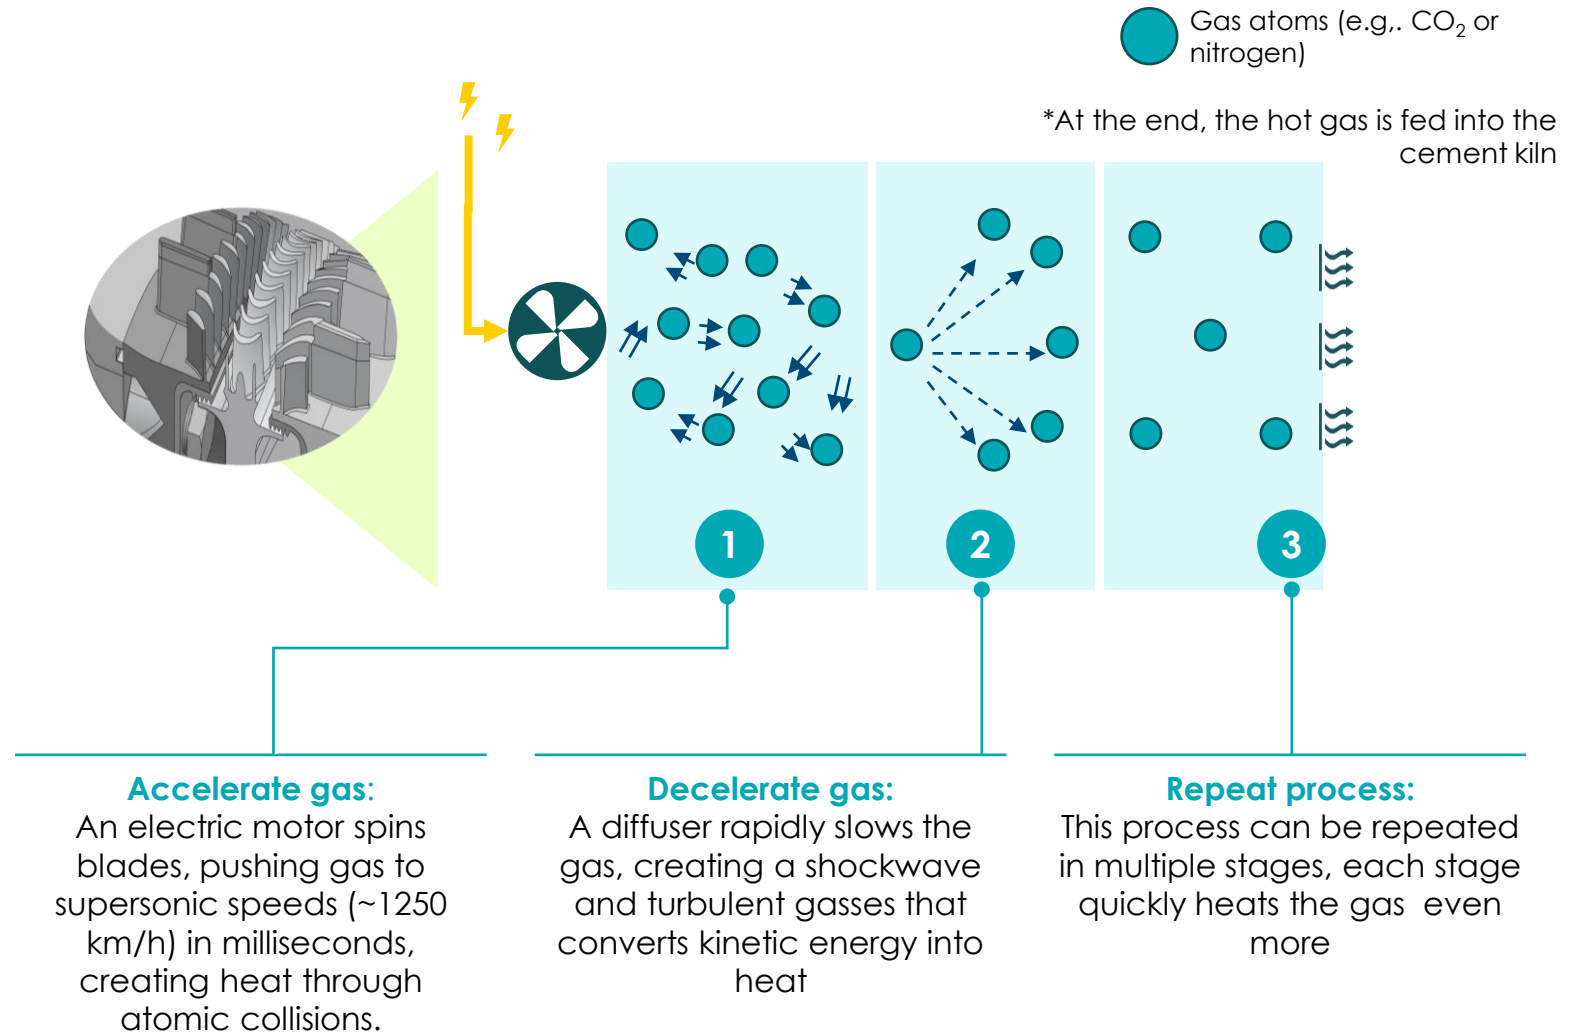 Gas atoms (e.g,. CO₂ or
nitrogen)
*At the end, the hot gas is fed into the
cement kiln
1
2
3
Accelerate gas:
An electric motor spins
blades, pushing gas to
supersonic speeds (~1250
km/h) in milliseconds,
creating heat through
atomic collisions.
Decelerate gas:
A diffuser rapidly slows the
gas, creating a shockwave
and turbulent gasses that
converts kinetic energy into
heat
Repeat process:
This process can be repeated
in multiple stages, each stage
quickly heats the gas  even
more